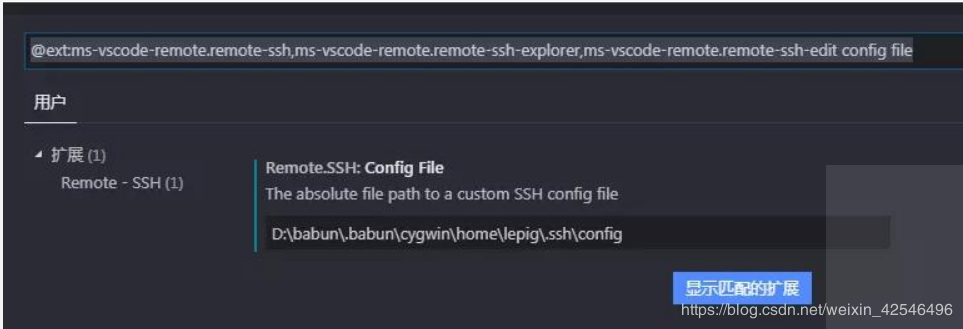 @ext:ms-vscode-remote.remote-ssh,ms-vscode-remote.remote-ssh-explorer,ms-vscode-remote.remote-ssh-edit config file
用户
扩展 (1)
Remote - SSH (1)
Remote.SSH: Config File
The absolute file path to a custom SSH config file
D:\babun\.babun\cygwin\home\lepig\.ssh\config
显示匹配的扩展
https://blog.csdn.net/weixin_42546496